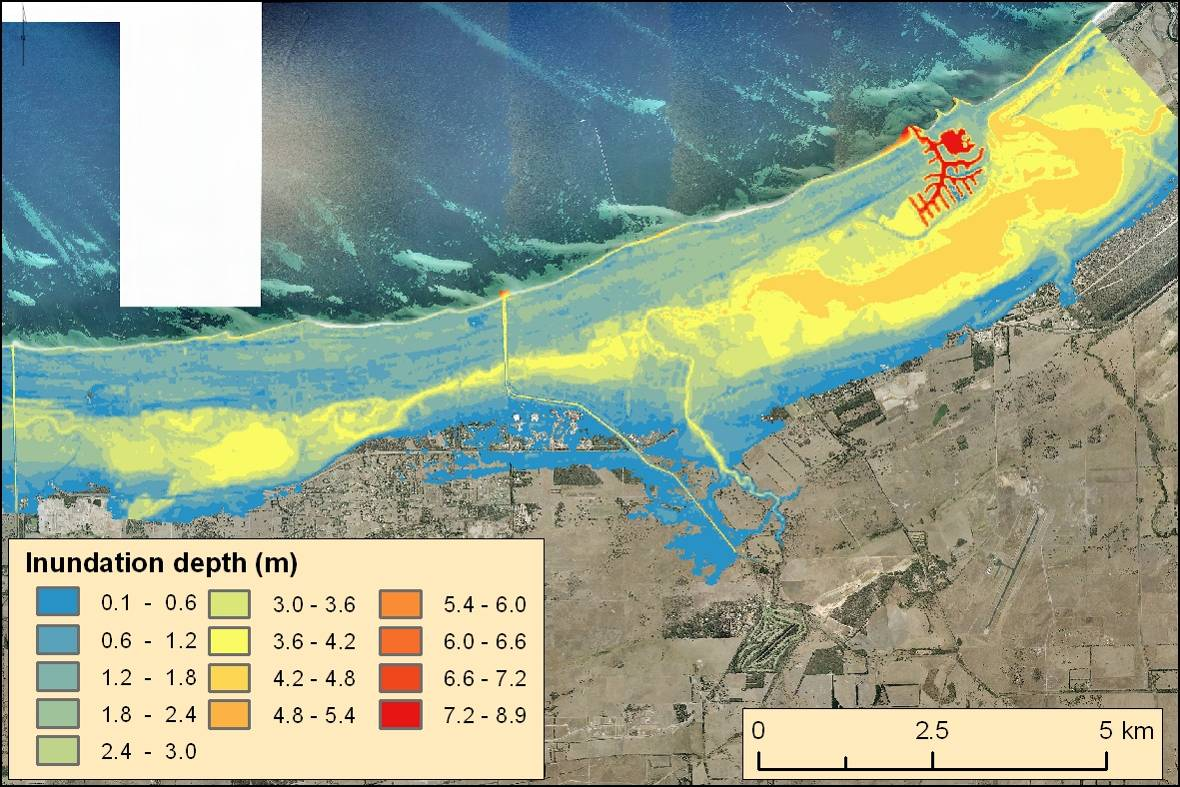 Inundation depth (m)
0.1 - 0.6
0.6 - 1.2
1.2 - 1.8
1.8 - 2.4
2.4 - 3.0
3.0 - 3.6
3.6 - 4.2
4.2 - 4.8
4.8 - 5.4
5.4 - 6.0
6.0 - 6.6
6.6 - 7.2
7.2 - 8.9
0 2.5 5 km